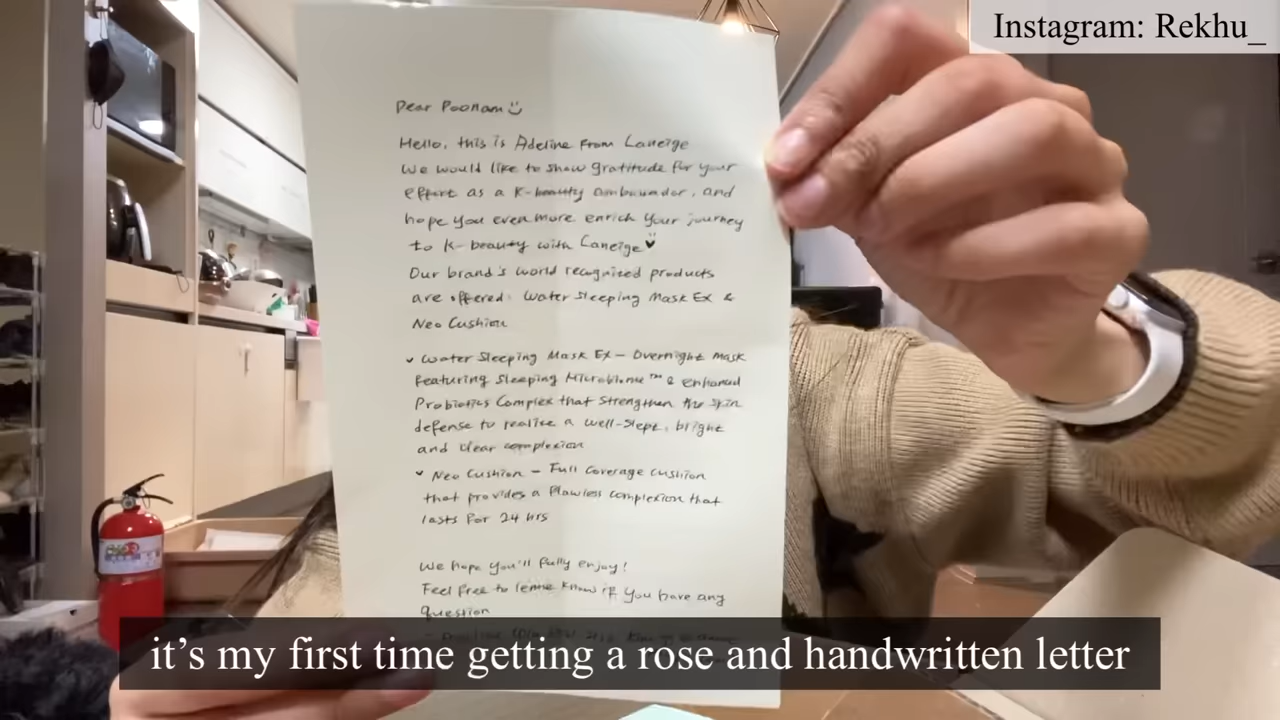 Instagram: Rekhu_
Dear Poonam
Hello, this is Adeline from Laneige
We would like to show gratitude for your
effort as a K-beauty ambassador, and
hope you even more enrich your journey
to K-beauty with Laneige
Our brand's world recognized products
are offered: Water Sleeping Mask Ex &
Neo Cushion
Water Sleeping Mask Ex – Overnight mask
featuring Sleeping Microbiome™ & enhanced
Probiotics Complex that strengthen the skin
defense to realize a well-slept, bright
and clear complexion
Neo Cushion – Full coverage cushion
that provides a flawless complexion that
lasts for 24 hrs
We hope you'll fully enjoy!
Feel free to lemme know if you have any
question
it's my first time getting a rose and handwritten letter